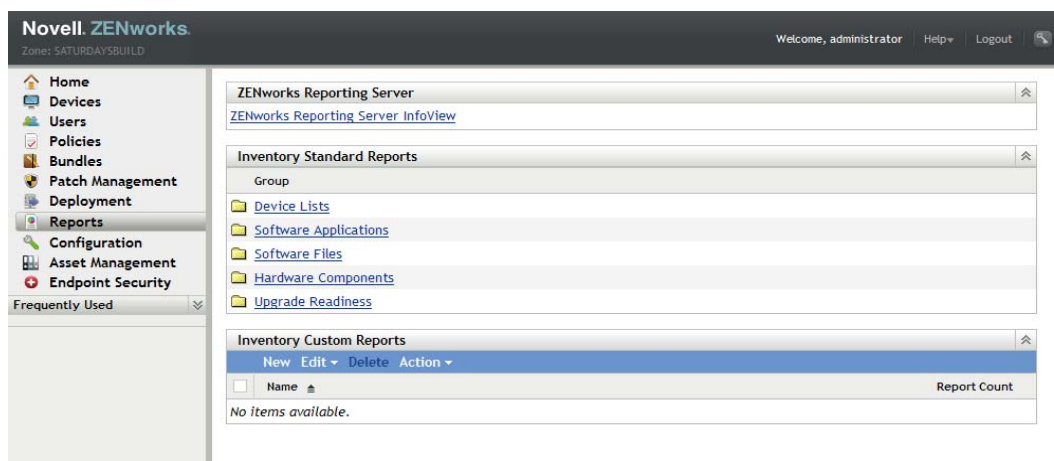 Novell. ZENworks.
Zone: SATURDAYSBUILD
Welcome, administrator Help Logout
Home
Devices
Users
Policies
Bundles
Patch Management
Deployment
Reports
Configuration
Asset Management
Endpoint Security
Frequently Used
ZENworks Reporting Server
ZENworks Reporting Server InfoView
Inventory Standard Reports
Group
Device Lists
Software Applications
Software Files
Hardware Components
Upgrade Readiness
Inventory Custom Reports
New Edit Delete Action
Name Report Count
No items available.